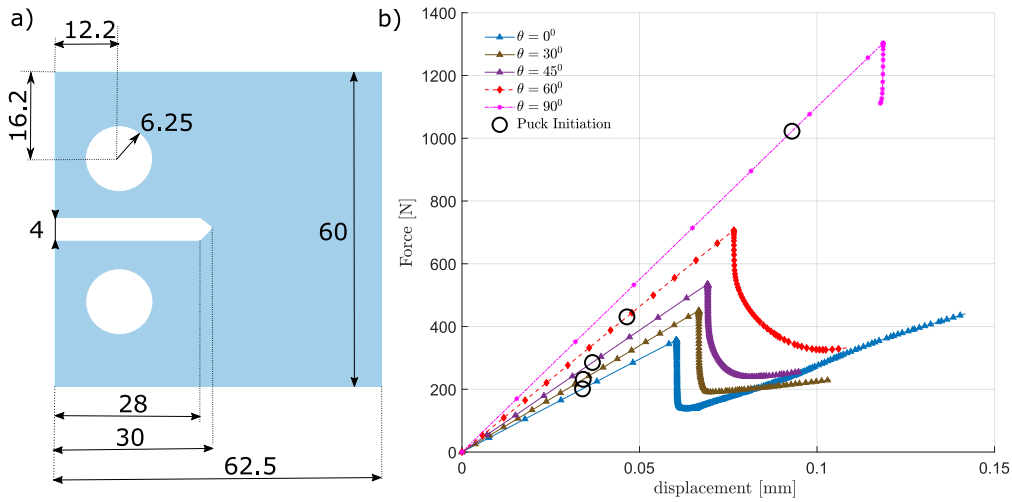 a)
12.2
16.2
6.25
4
60
28
30
62.5
b)
1400
1200
1000
800
600
400
200
0
Force [N]
θ = 0⁰
θ = 30⁰
θ = 45⁰
θ = 60⁰
θ = 90⁰
Puck Initiation
0
0.05
0.1
0.15
displacement [mm]